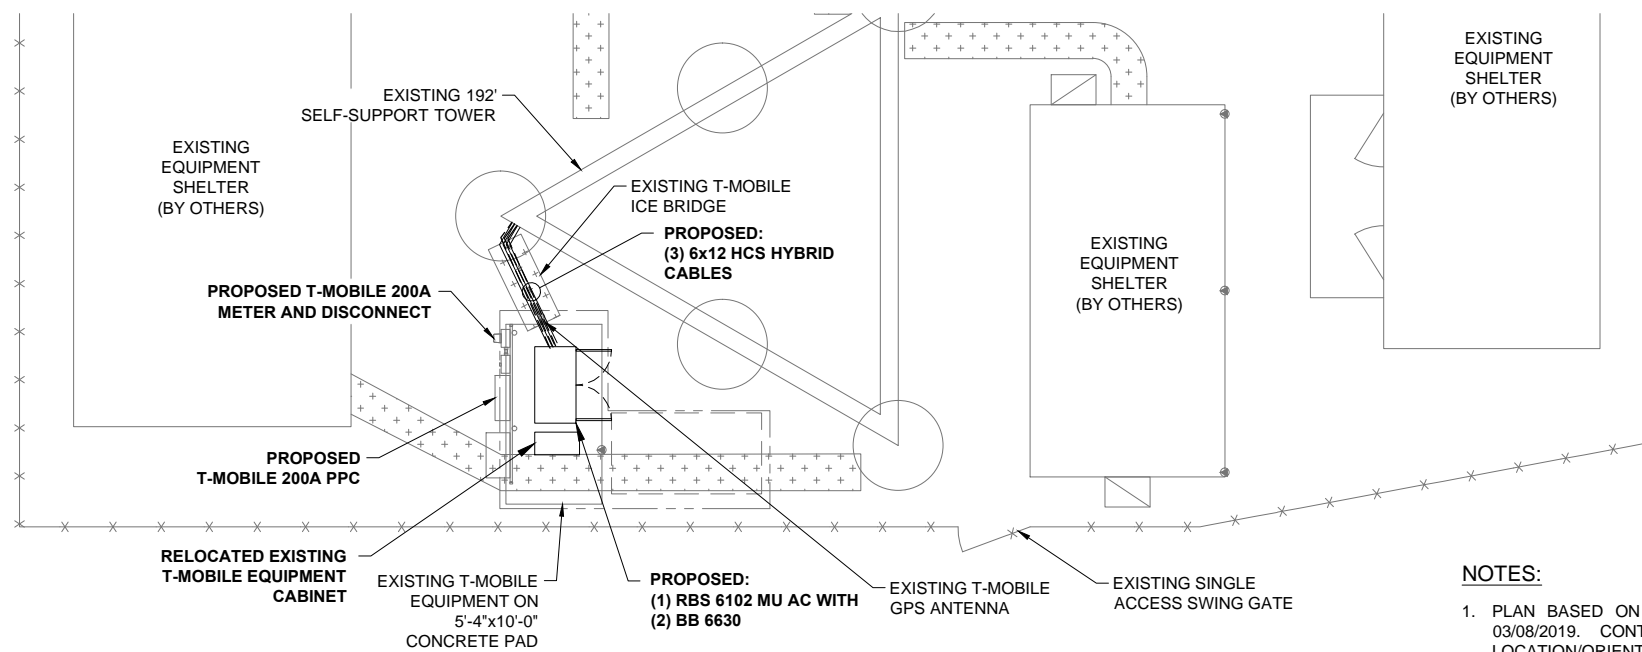 EXISTING 192'
SELF-SUPPORT TOWER
EXISTING
EQUIPMENT
SHELTER
(BY OTHERS)
EXISTING T-MOBILE
ICE BRIDGE
PROPOSED:
(3) 6x12 HCS HYBRID
CABLES
PROPOSED T-MOBILE 200A
METER AND DISCONNECT
PROPOSED
T-MOBILE 200A PPC
RELOCATED EXISTING
T-MOBILE EQUIPMENT
CABINET
EXISTING T-MOBILE
EQUIPMENT ON
5'-4"x10'-0"
CONCRETE PAD
PROPOSED:
(1) RBS 6102 MU AC WITH
(2) BB 6630
EXISTING T-MOBILE
GPS ANTENNA
EXISTING SINGLE
ACCESS SWING GATE
EXISTING
EQUIPMENT
SHELTER
(BY OTHERS)
EXISTING
EQUIPMENT
SHELTER
(BY OTHERS)
NOTES:
1. PLAN BASED ON
03/08/2019. CONT
LOCATION/ORIENT